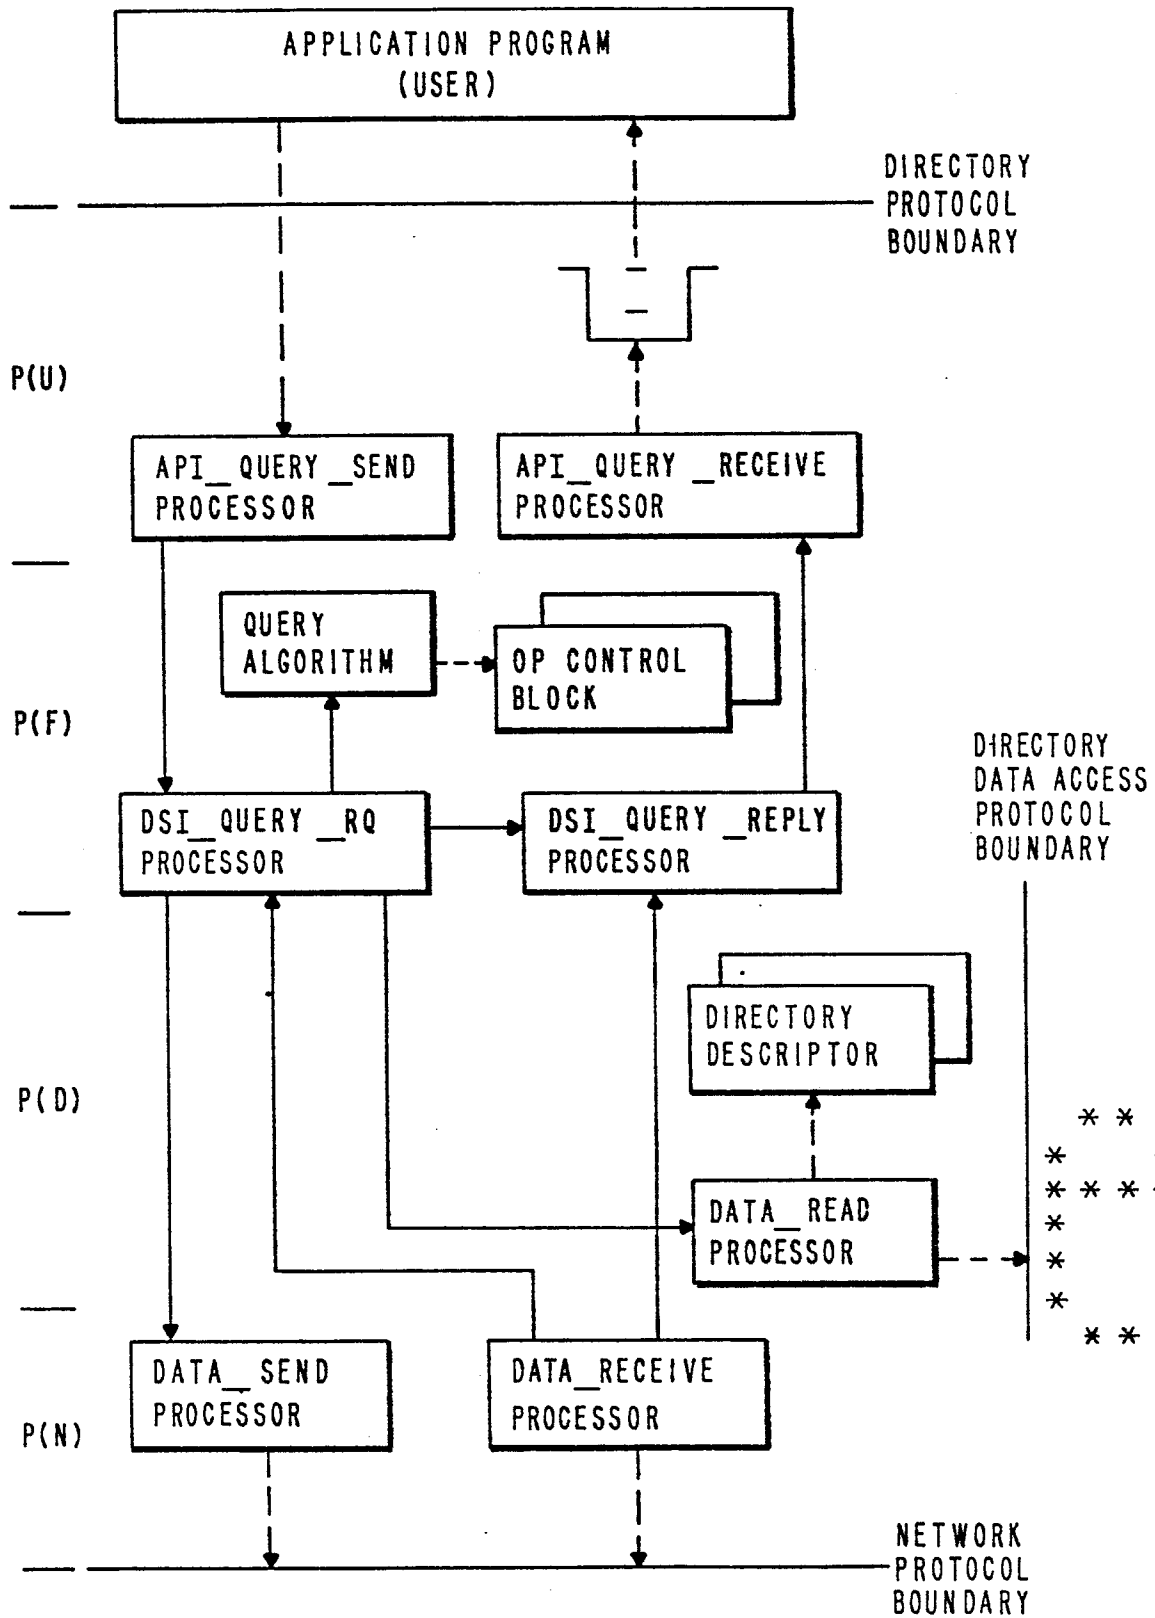 APPLICATION PROGRAM
(USER)
DIRECTORY
PROTOCOL
BOUNDARY
P(U)
API_QUERY_SEND
PROCESSOR
API_QUERY_RECEIVE
PROCESSOR
QUERY
ALGORITHM
OP CONTROL
BLOCK
P(F)
DIRECTORY
DATA ACCESS
PROTOCOL
BOUNDARY
DSI_QUERY_RQ
PROCESSOR
DSI_QUERY_REPLY
PROCESSOR
DIRECTORY
DESCRIPTOR
P(D)
* *
*
* * *
*
*
*
* *
DATA_READ
PROCESSOR
DATA_SEND
PROCESSOR
DATA_RECEIVE
PROCESSOR
P(N)
NETWORK
PROTOCOL
BOUNDARY